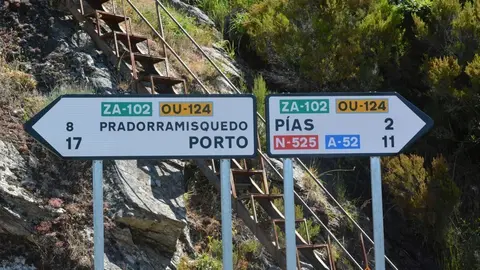 ZA-102 OU-124
8 PRADORRAMISQUEDO
17 PORTO
ZA-102 OU-124
PÍAS 2
N-525 A-52 11